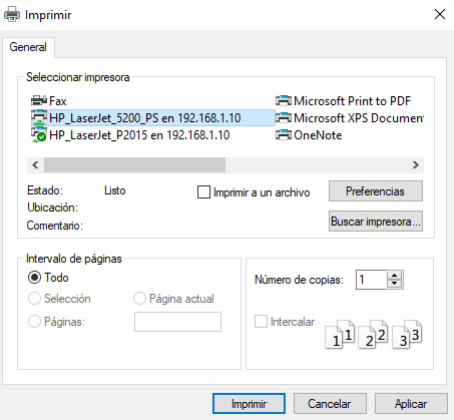 Imprimir
General
Seleccionar impresora
Fax
HP_LaserJet_5200_PS en 192.168.1.10
HP_LaserJet_P2015 en 192.168.1.10
Microsoft Print to PDF
Microsoft XPS Documen
OneNote
Estado: Listo
Ubicación:
Comentario:
Imprimir a un archivo
Preferencias
Buscar impresora...
Intervalo de páginas
Todo
Selección
Página actual
Páginas:
Número de copias: 1
Intercalar
1 1 2 2 3 3
Imprimir
Cancelar
Aplicar